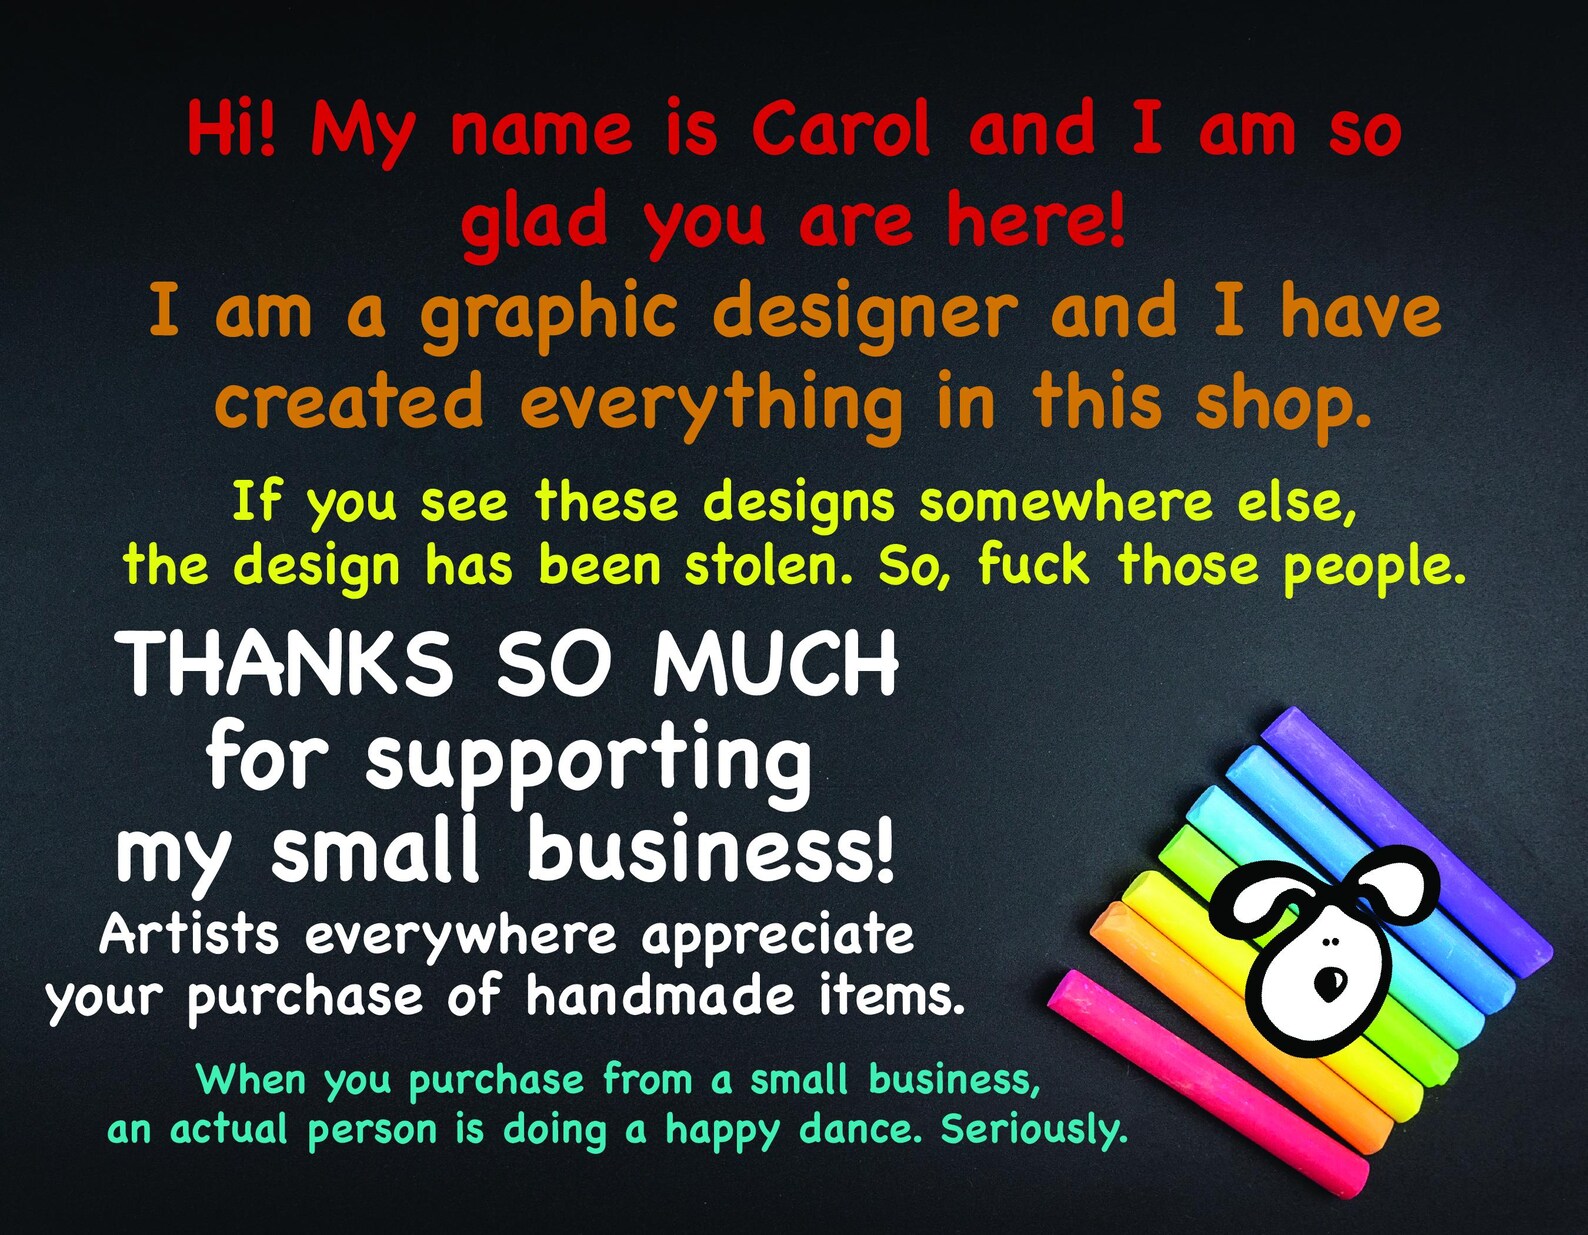 Hi! My name is Carol and I am so
glad you are here!
I am a graphic designer and I have
created everything in this shop.
If you see these designs somewhere else,
the design has been stolen. So, fuck those people.
THANKS SO MUCH
for supporting
my small business!
Artists everywhere appreciate
your purchase of handmade items.
When you purchase from a small business,
an actual person is doing a happy dance. Seriously.